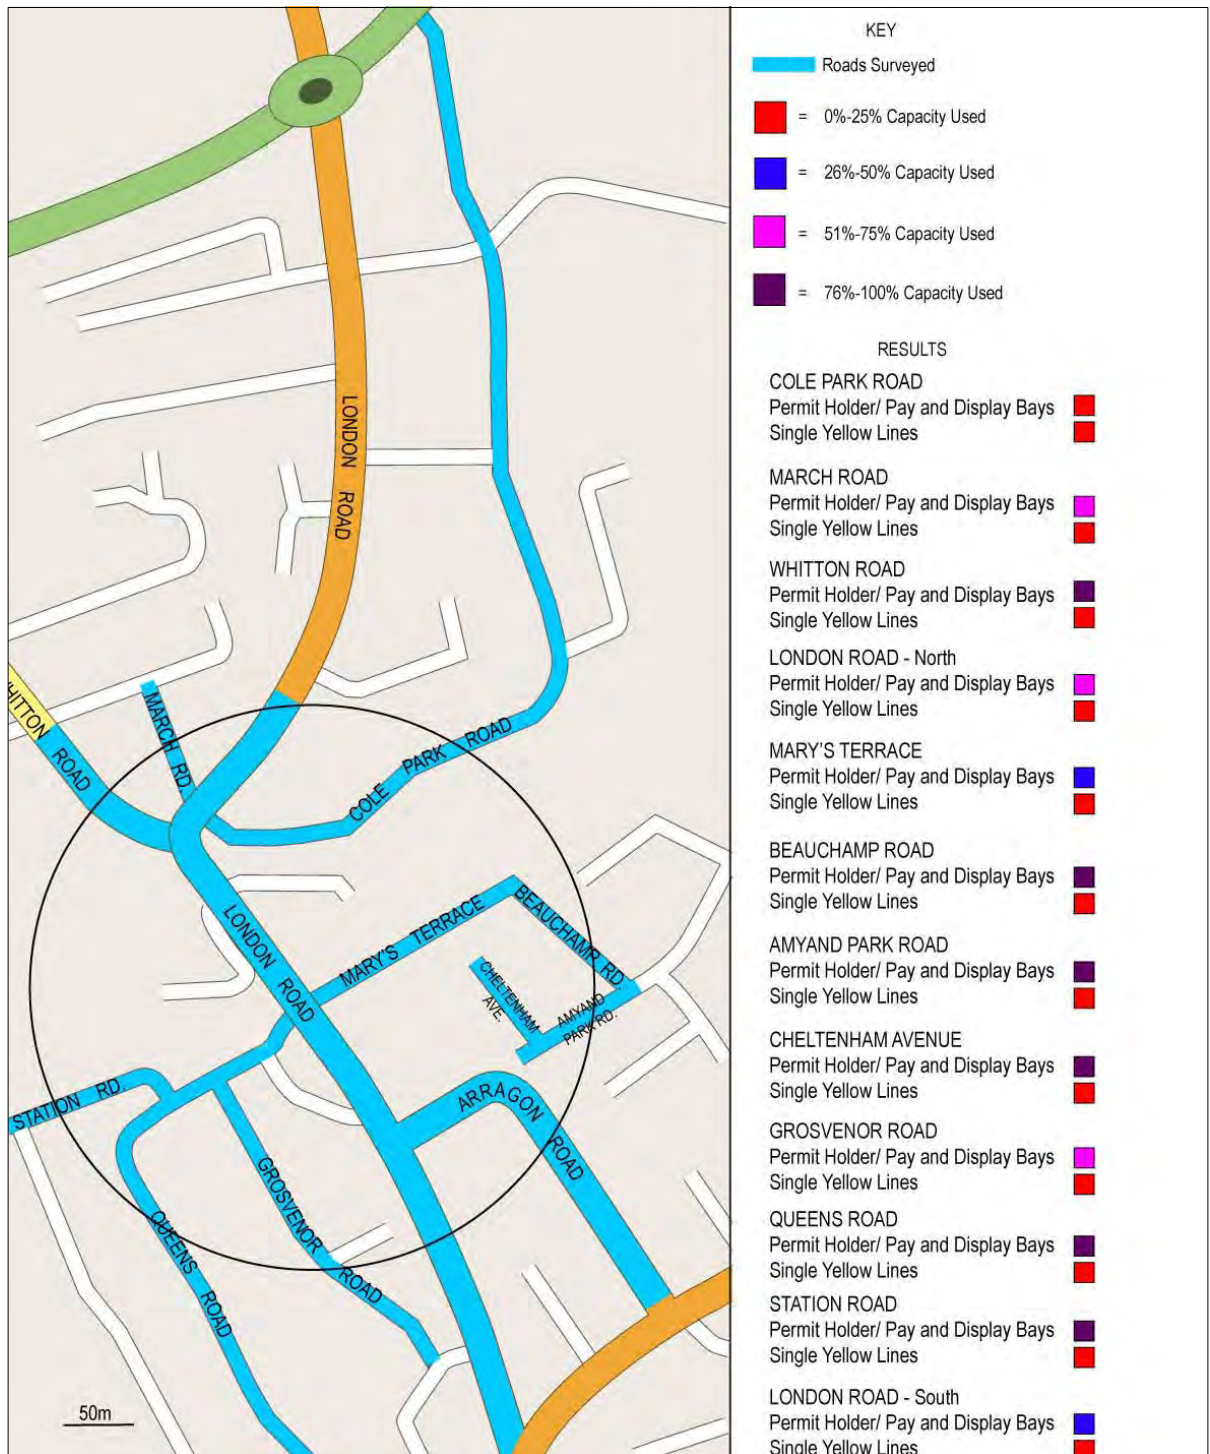 KEY
Roads Surveyed
= 0%-25% Capacity Used
= 26%-50% Capacity Used
= 51%-75% Capacity Used
= 76%-100% Capacity Used
RESULTS
COLE PARK ROAD
Permit Holder/ Pay and Display Bays
Single Yellow Lines
MARCH ROAD
Permit Holder/ Pay and Display Bays
Single Yellow Lines
WHITTON ROAD
Permit Holder/ Pay and Display Bays
Single Yellow Lines
LONDON ROAD - North
Permit Holder/ Pay and Display Bays
Single Yellow Lines
MARY'S TERRACE
Permit Holder/ Pay and Display Bays
Single Yellow Lines
BEAUCHAMP ROAD
Permit Holder/ Pay and Display Bays
Single Yellow Lines
AMYAND PARK ROAD
Permit Holder/ Pay and Display Bays
Single Yellow Lines
CHELTENHAM AVENUE
Permit Holder/ Pay and Display Bays
Single Yellow Lines
GROSVENOR ROAD
Permit Holder/ Pay and Display Bays
Single Yellow Lines
QUEENS ROAD
Permit Holder/ Pay and Display Bays
Single Yellow Lines
STATION ROAD
Permit Holder/ Pay and Display Bays
Single Yellow Lines
LONDON ROAD - South
Permit Holder/ Pay and Display Bays
Single Yellow Lines
LONDON ROAD
HITTON ROAD
MARCH RD.
COLE PARK ROAD
LONDON ROAD
MARY'S TERRACE
BEAUCHAMP RD.
CHELTENHAM
AVE.
AMYAND
PARK RD.
STATION RD.
ARRAGON ROAD
GROSVENOR ROAD
QUEENS ROAD
50m